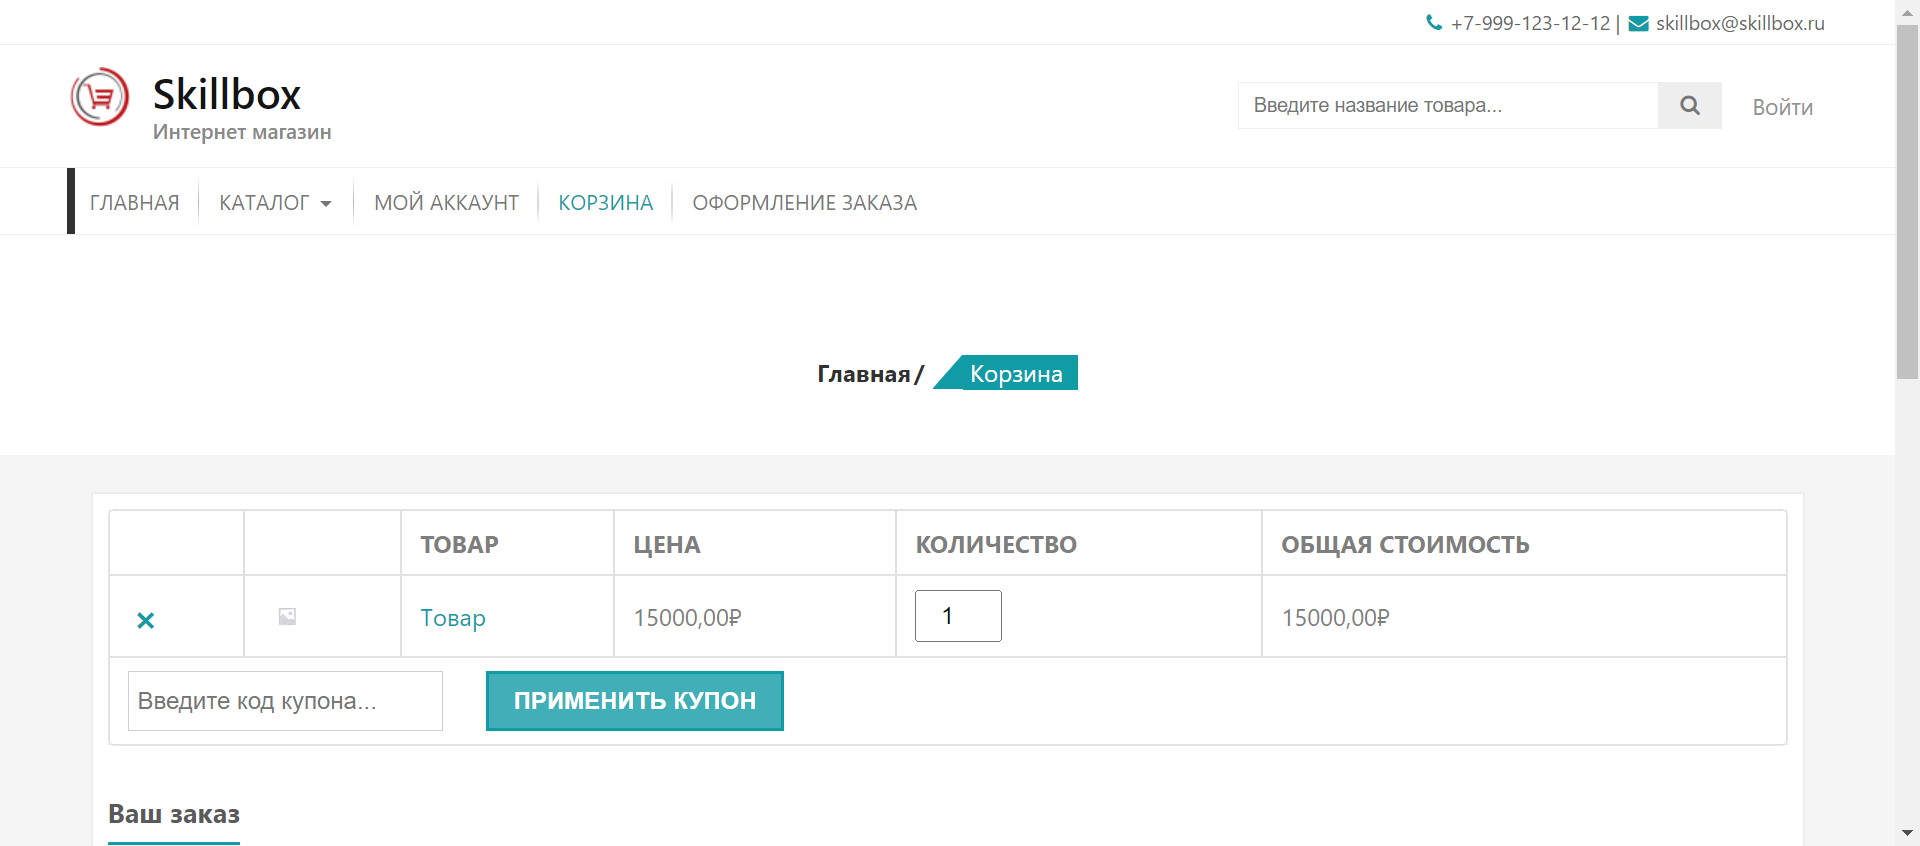 +7-999-123-12-12 | skillbox@skillbox.ru
Skillbox
Интернет магазин
Введите название товара...
Войти
ГЛАВНАЯ
КАТАЛОГ
МОЙ АККАУНТ
КОРЗИНА
ОФОРМЛЕНИЕ ЗАКАЗА
Главная/ Корзина
ТОВАР
ЦЕНА
КОЛИЧЕСТВО
ОБЩАЯ СТОИМОСТЬ
Товар
15000,00₽
1
15000,00₽
Введите код купона...
ПРИМЕНИТЬ КУПОН
Ваш заказ